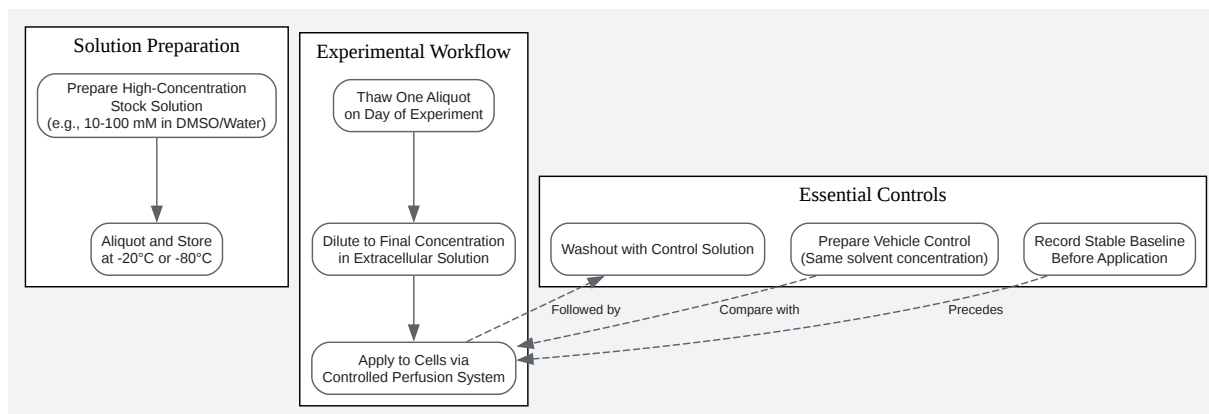 Solution Preparation
Prepare High-Concentration
Stock Solution
(e.g., 10-100 mM in DMSO/Water)
Aliquot and Store
at -20°C or -80°C
Experimental Workflow
Thaw One Aliquot
on Day of Experiment
Dilute to Final Concentration
in Extracellular Solution
Apply to Cells via
Controlled Perfusion System
Essential Controls
Washout with Control Solution
Prepare Vehicle Control
(Same solvent concentration)
Record Stable Baseline
Before Application
Followed by
Compare with
Precedes